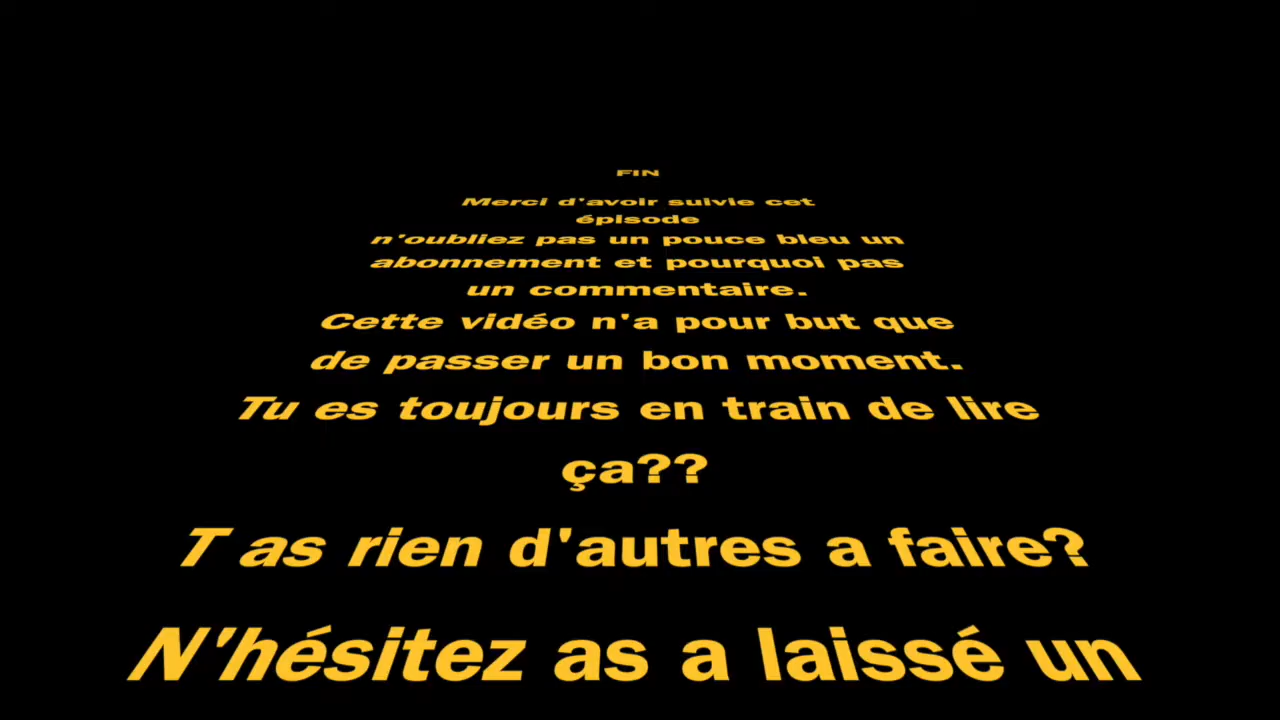 FIN
Merci d'avoir suivie cet
épisode
n'oubliez pas un pouce bleu un
abonnement et pourquoi pas
un commentaire.
Cette vidéo n'a pour but que
de passer un bon moment.
Tu es toujours en train de lire
ça??
T as rien d'autres a faire?
N'hésitez as a laissé un